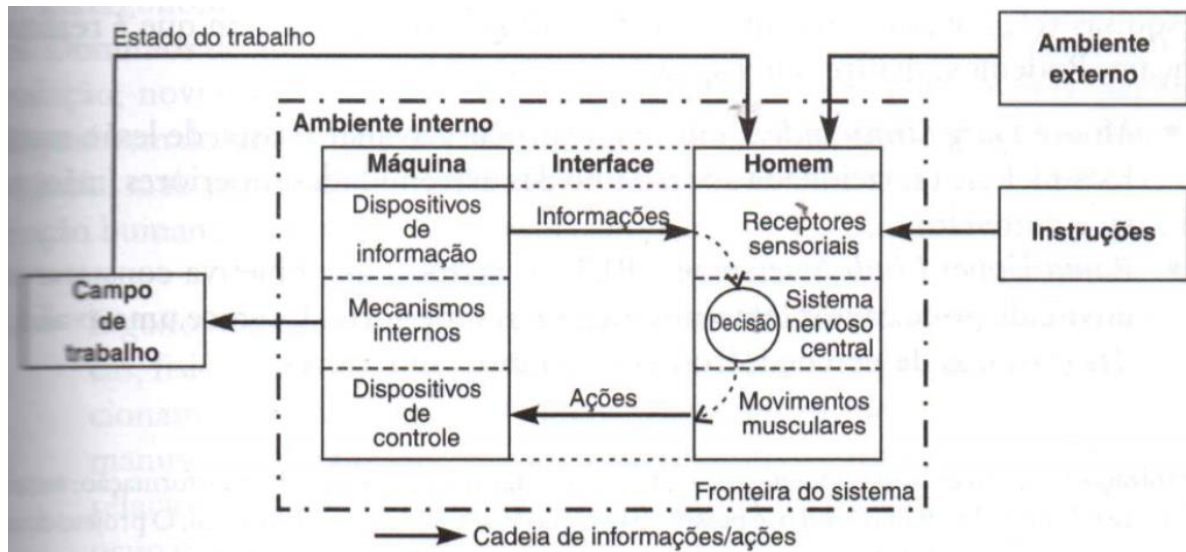 Estado do trabalho
Ambiente
externo
Ambiente interno
Máquina
Interface
Homem
Dispositivos
de
informação
Informações
Receptores
sensoriais
Instruções
Campo
de
trabalho
Mecanismos
internos
Decisão
Sistema
nervoso
central
Dispositivos
de
controle
Ações
Movimentos
musculares
Fronteira do sistema
Cadeia de informações/ações